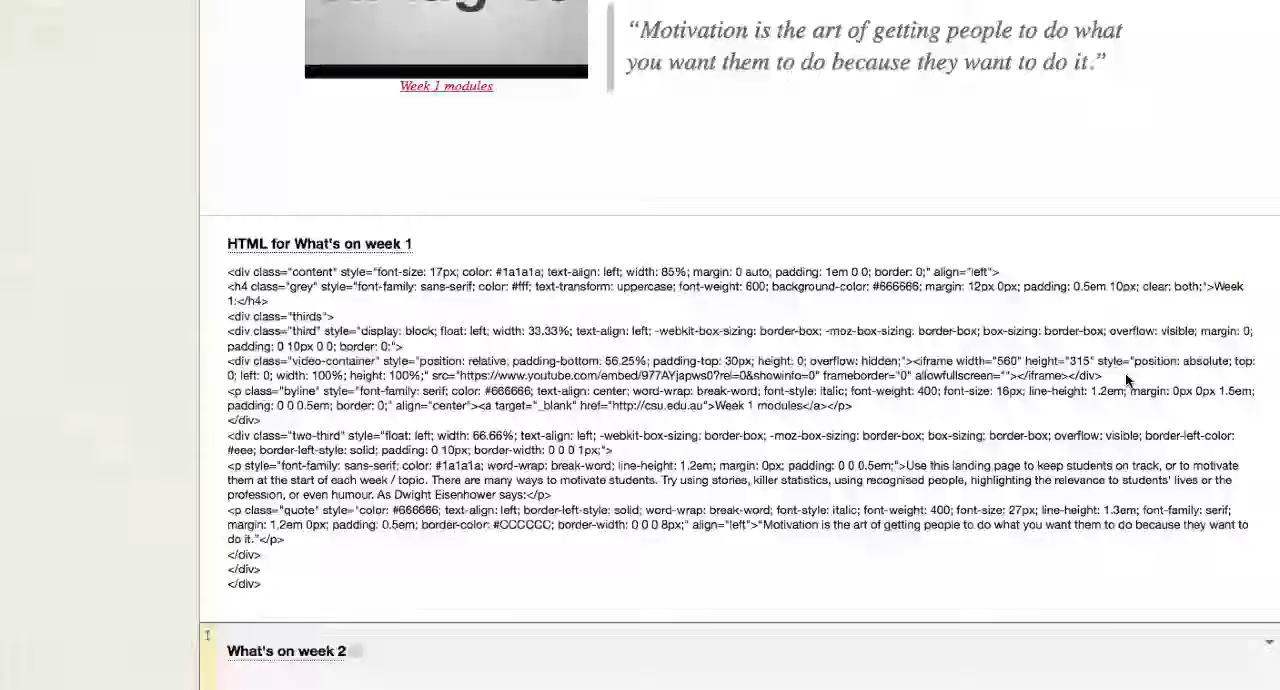 “Motivation is the art of getting people to do what
you want them to do because they want to do it.”
Week 1 modules
HTML for What's on week 1
<div class="content" style="font-size: 17px; color: #1a1a1a; text-align: left; width: 85%; margin: 0 auto; padding: 1em 0 0; border: 0;" align="left">
<h4 class="grey" style="font-family: sans-serif; color: #fff; text-transform: uppercase; font-weight: 600; background-color: #666666; margin: 12px 0px; padding: 0.5em 10px; clear: both;">Week
1:</h4>
<div class="thirds">
<div class="third" style="display: block; float: left; width: 33.33%; text-align: left; -webkit-box-sizing: border-box; -moz-box-sizing: border-box; box-sizing: border-box; overflow: visible; margin: 0;
padding: 0 10px 0 0; border: 0;">
<div class="video-container" style="position: relative; padding-bottom: 56.25%; padding-top: 30px; height: 0; overflow: hidden;"><iframe width="560" height="315" style="position: absolute; top:
0; left: 0; width: 100%; height: 100%;" src="https://www.youtube.com/embed/977AYjapws0?rel=0&showinfo=0" frameborder="0" allowfullscreen=""></iframe></div>
<p class="byline" style="font-family: serif; color: #666666; text-align: center; word-wrap: break-word; font-style: italic; font-weight: 400; font-size: 16px; line-height: 1.2em; margin: 0px 0px 1.5em;
padding: 0 0 0.5em; border: 0;" align="center"><a target="_blank" href="http://csu.edu.au">Week 1 modules</a></p>
</div>
<div class="two-third" style="float: left; width: 66.66%; text-align: left; -webkit-box-sizing: border-box; -moz-box-sizing: border-box; box-sizing: border-box; overflow: visible; border-left-color:
#eee; border-left-style: solid; padding: 0 10px; border-width: 0 0 0 1px;">
<p style="font-family: sans-serif; color: #1a1a1a; word-wrap: break-word; line-height: 1.2em; margin: 0px; padding: 0 0 0.5em;">Use this landing page to keep students on track, or to motivate
them at the start of each week / topic. There are many ways to motivate students. Try using stories, killer statistics, using recognised people, highlighting the relevance to students' lives or the
profession, or even humour. As Dwight Eisenhower says:</p>
<p class="quote" style="color: #666666; text-align: left; border-left-style: solid; word-wrap: break-word; font-style: italic; font-weight: 400; font-size: 27px; line-height: 1.3em; font-family: serif;
margin: 1.2em 0px; padding: 0.5em; border-color: #CCCCCC; border-width: 0 0 0 8px;" align="left">"Motivation is the art of getting people to do what you want them to do because they want to
do it."</p>
</div>
</div>
</div>
What's on week 2